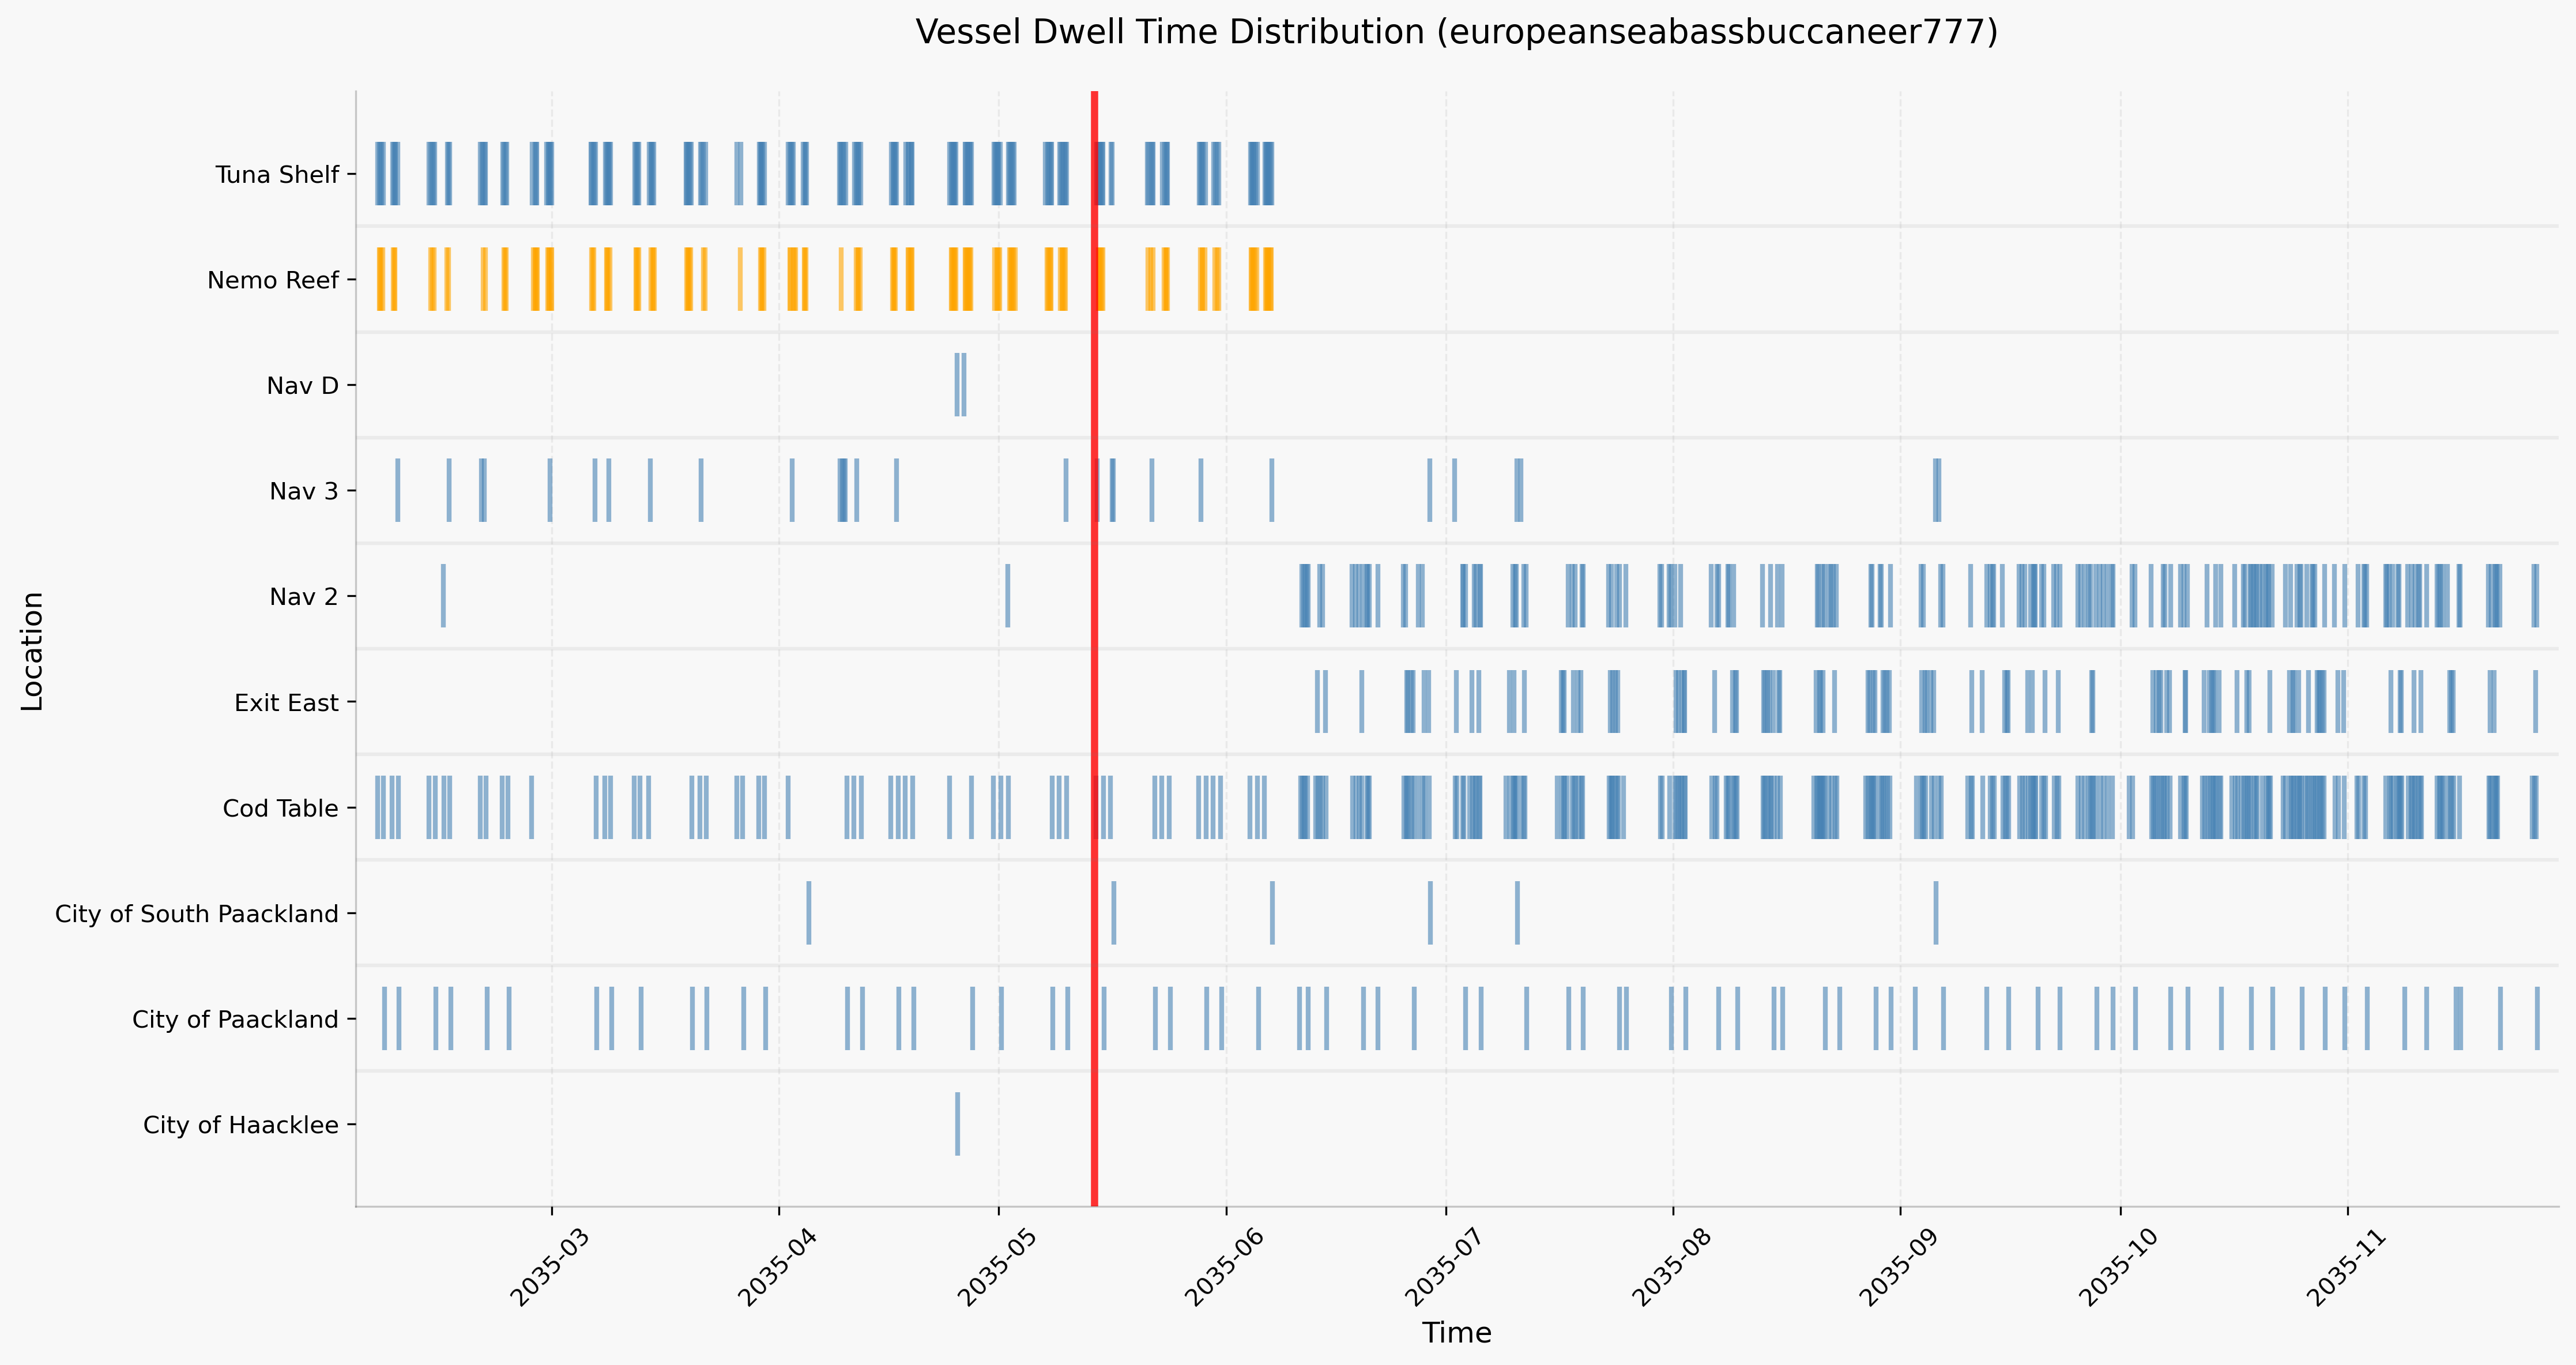 Vessel Dwell Time Distribution (europeanseabassbuccaneer777)
Location
Tuna Shelf
Nemo Reef
Nav D
Nav 3
Nav 2
Exit East
Cod Table
City of South Paackland
City of Paackland
City of Haacklee
2035-03
2035-04
2035-05
2035-06
2035-07
2035-08
2035-09
2035-10
2035-11
Time